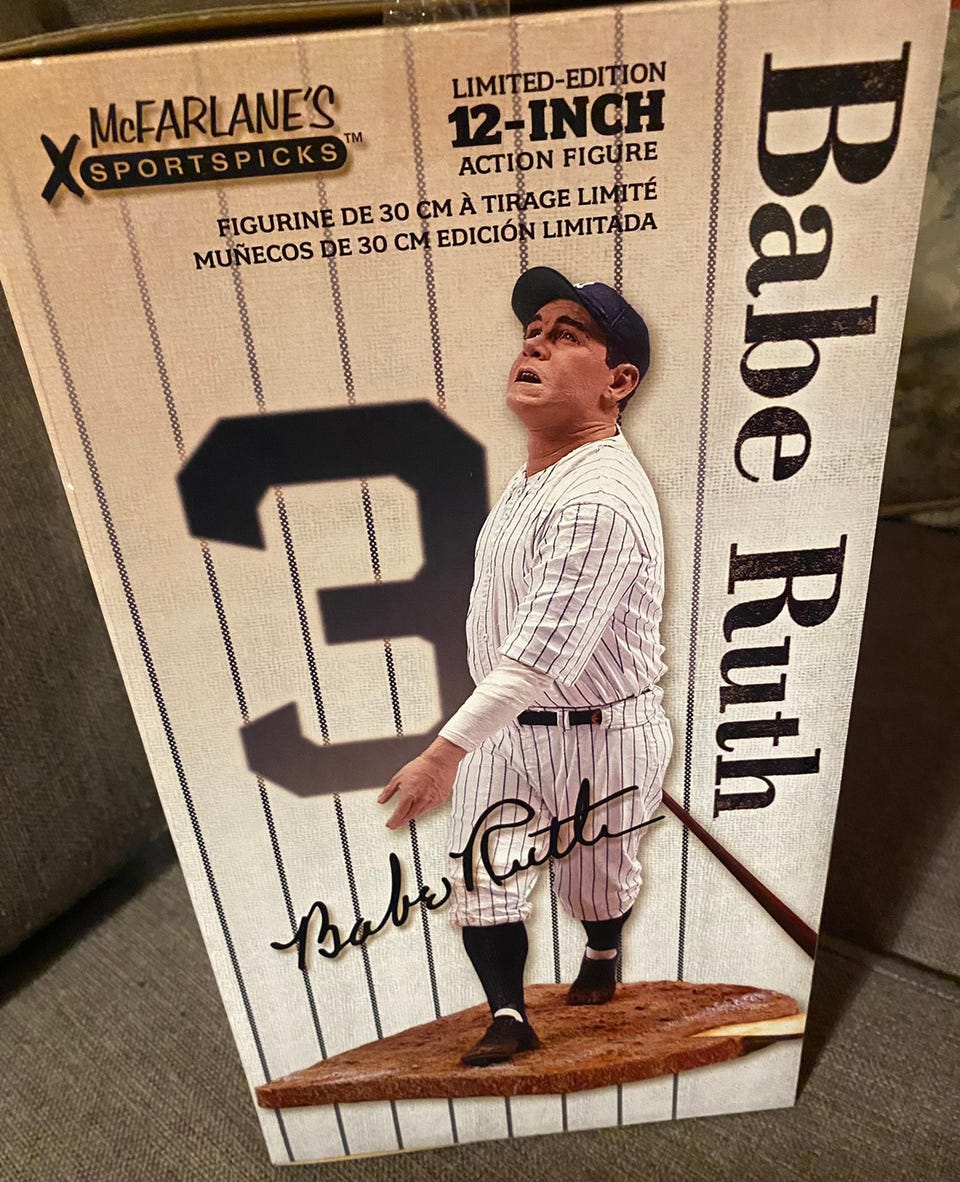 McFARLANE'S
SPORTSPICKS™
LIMITED-EDITION
12-INCH
ACTION FIGURE
FIGURINE DE 30 CM À TIRAGE LIMITÉ
MUÑECOS DE 30 CM EDICIÓN LIMITADA
Babe Ruth
3
Babe Ruth